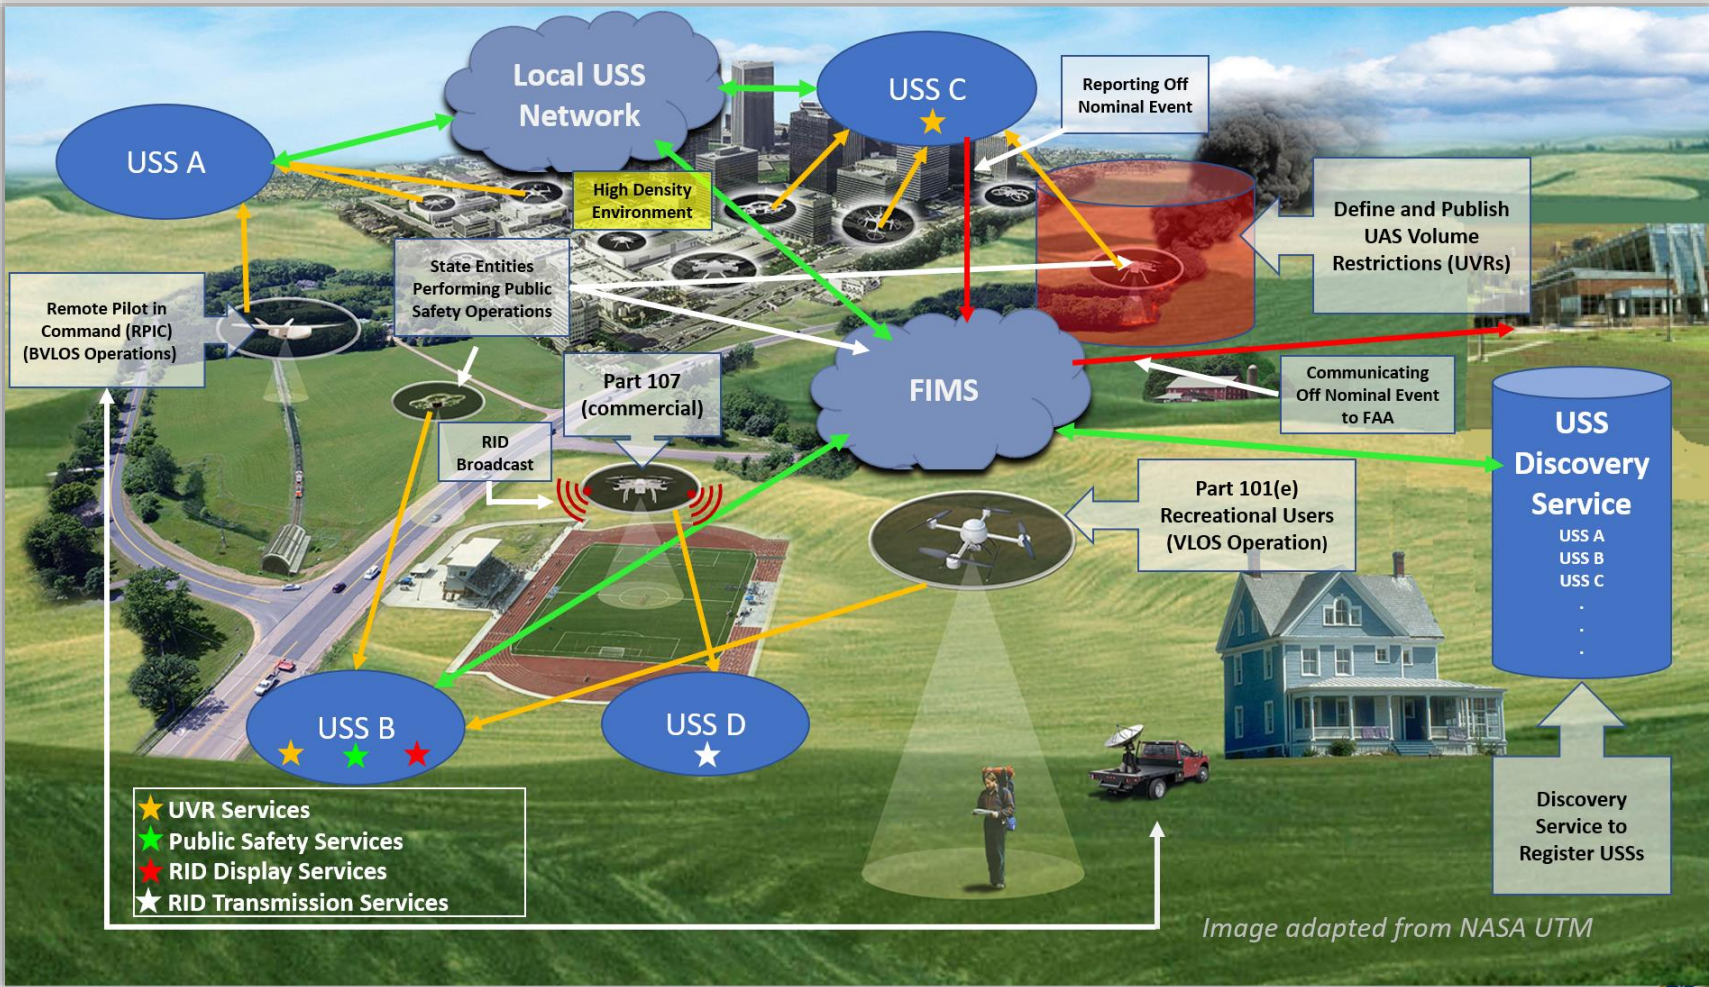 Local USS
Network
USS C
Reporting Off
Nominal Event
USS A
High Density
Environment
Define and Publish
UAS Volume
Restrictions (UVRs)
State Entities
Performing Public
Safety Operations
Remote Pilot in
Command (RPIC)
(BVLOS Operations)
Part 107
(commercial)
FIMS
Communicating
Off Nominal Event
to FAA
RID
Broadcast
USS
Discovery
Service
USS A
USS B
USS C
.
.
.
Part 101(e)
Recreational Users
(VLOS Operation)
USS B
USS D
UVR Services
Public Safety Services
RID Display Services
RID Transmission Services
Discovery
Service to
Register USSs
Image adapted from NASA UTM